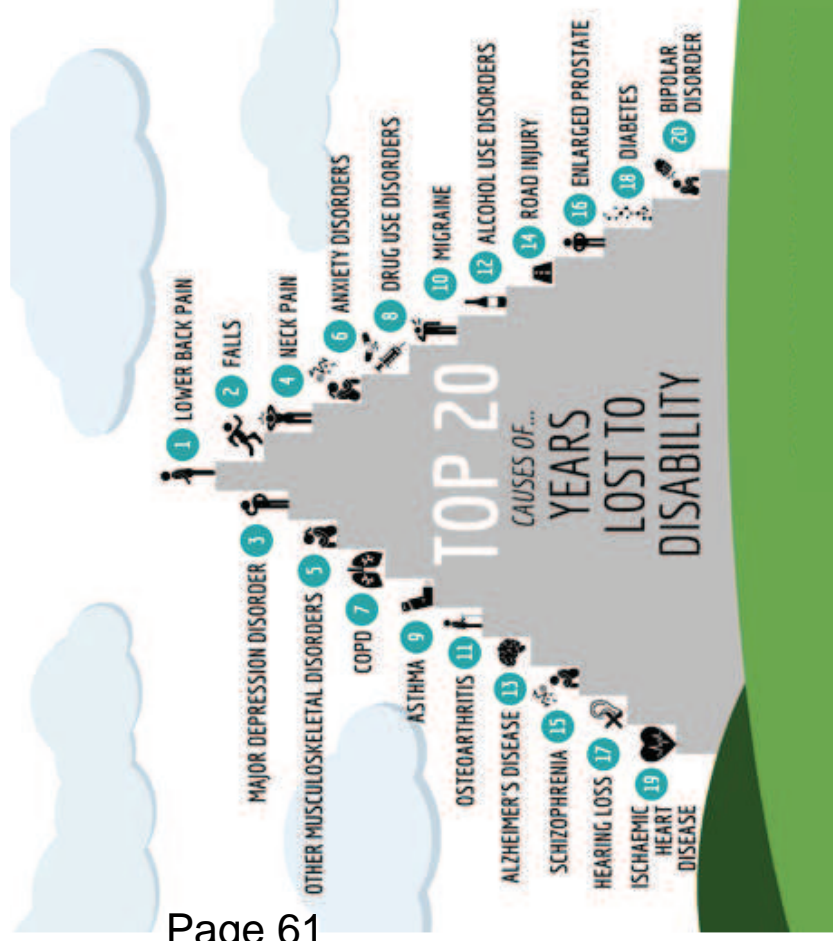 1 LOWER BACK PAIN
2 FALLS
MAJOR DEPRESSION DISORDER 3
4 NECK PAIN
OTHER MUSCULOSKELETAL DISORDERS 5
6 ANXIETY DISORDERS
COPD 7
8 DRUG USE DISORDERS
ASTHMA 9
10 MIGRAINE
OSTEOARTHRITIS 11
12 ALCOHOL USE DISORDERS
ALZHEIMER'S DISEASE 13
14 ROAD INJURY
SCHIZOPHRENIA 15
16 ENLARGED PROSTATE
HEARING LOSS 17
18 DIABETES
ISCHAEMIC
HEART
DISEASE
19
20 BIPOLAR
DISORDER
TOP 20
CAUSES OF...
YEARS
LOST TO
DISABILITY
Page 61